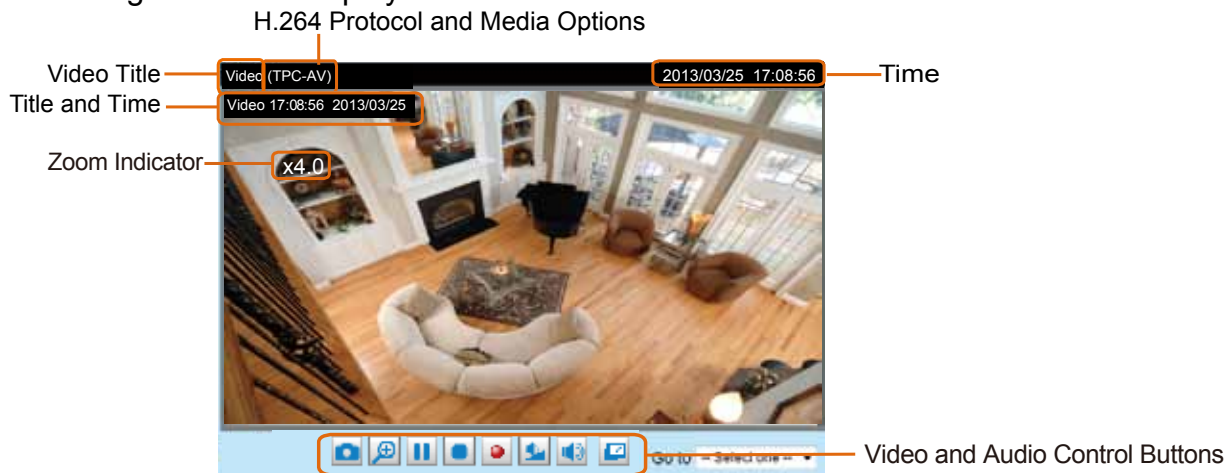 H.264 Protocol and Media Options
Video Title
Video (TPC-AV)
2013/03/25 17:08:56
Time
Title and Time
Video 17:08:56 2013/03/25
Zoom Indicator
x4.0
Go to -- Select one --
Video and Audio Control Buttons